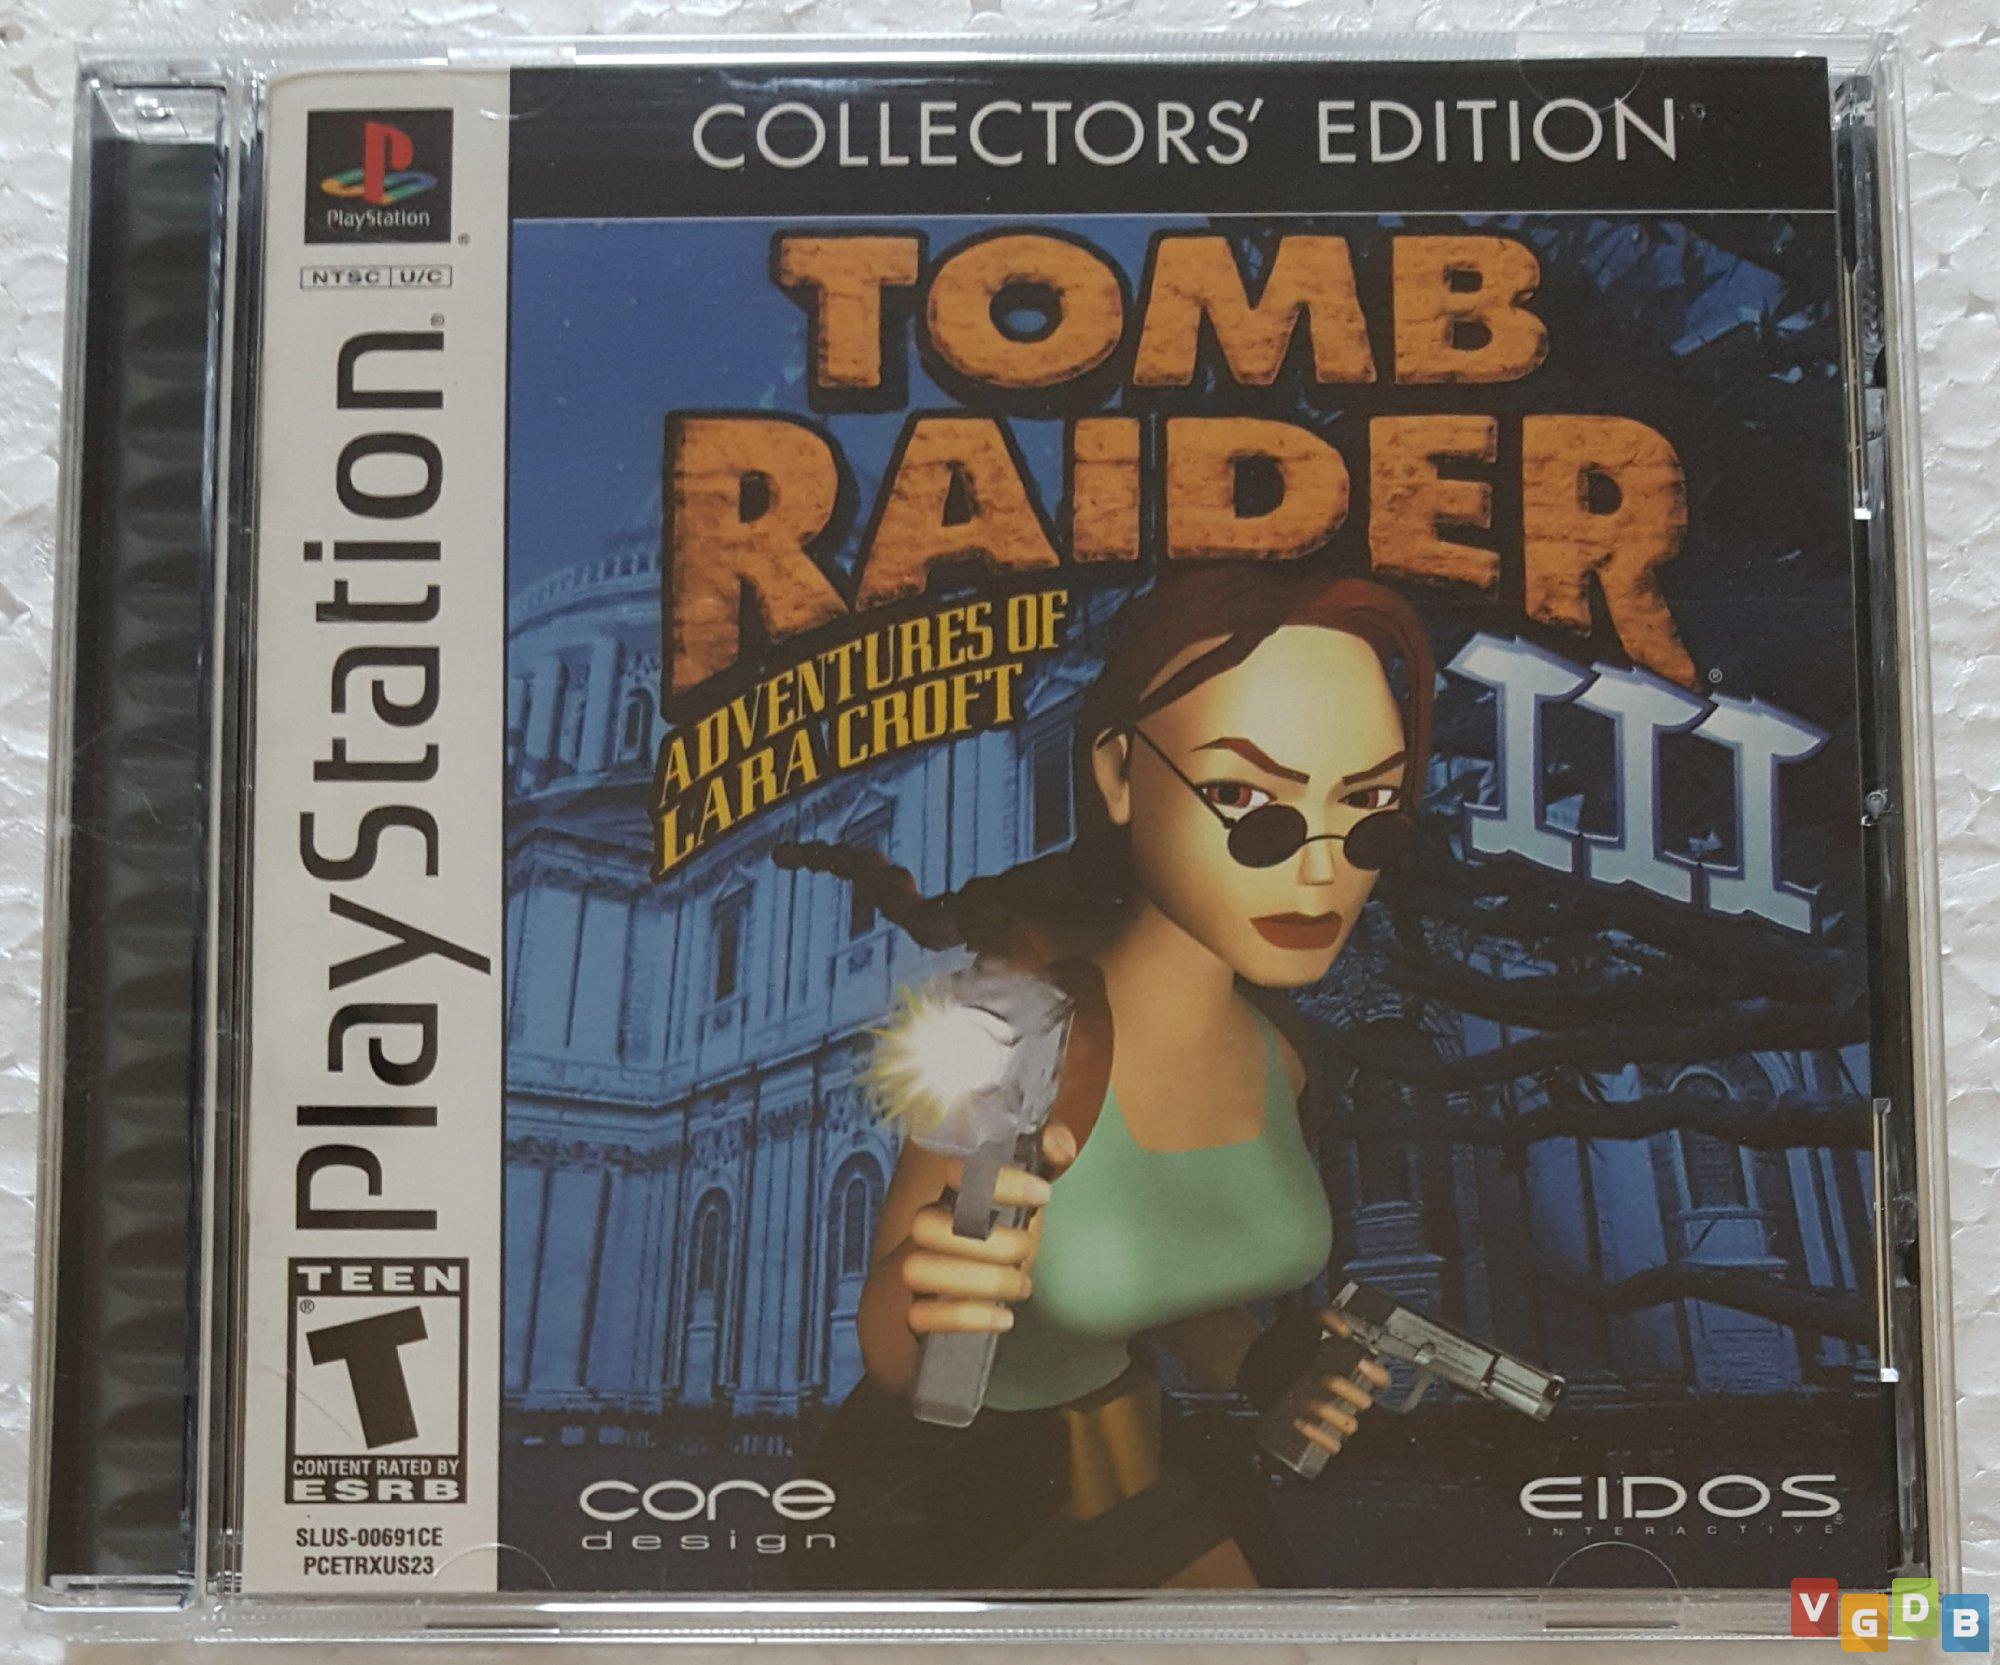 COLLECTORS' EDITION
PlayStation
®
NTSC U/C
PlayStation®
TOMB
RAIDER
®
III
ADVENTURES OF
LARA CROFT
TEEN
®
T
CONTENT RATED BY
ESRB
SLUS-00691CE
PCETRXUS23
core
design
EIDOS
INTERACTIVE
®
VGDB